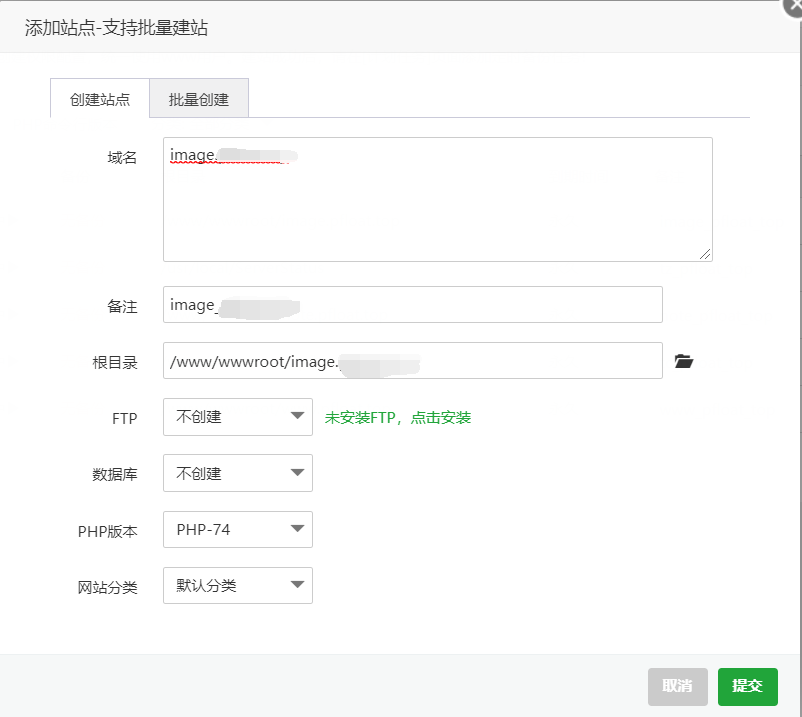 添加站点-支持批量建站
创建站点 批量创建
域名 image.
备注 image_
根目录 /www/wwwroot/image.
FTP 不创建 未安装FTP，点击安装
数据库 不创建
PHP版本 PHP-74
网站分类 默认分类
取消 提交